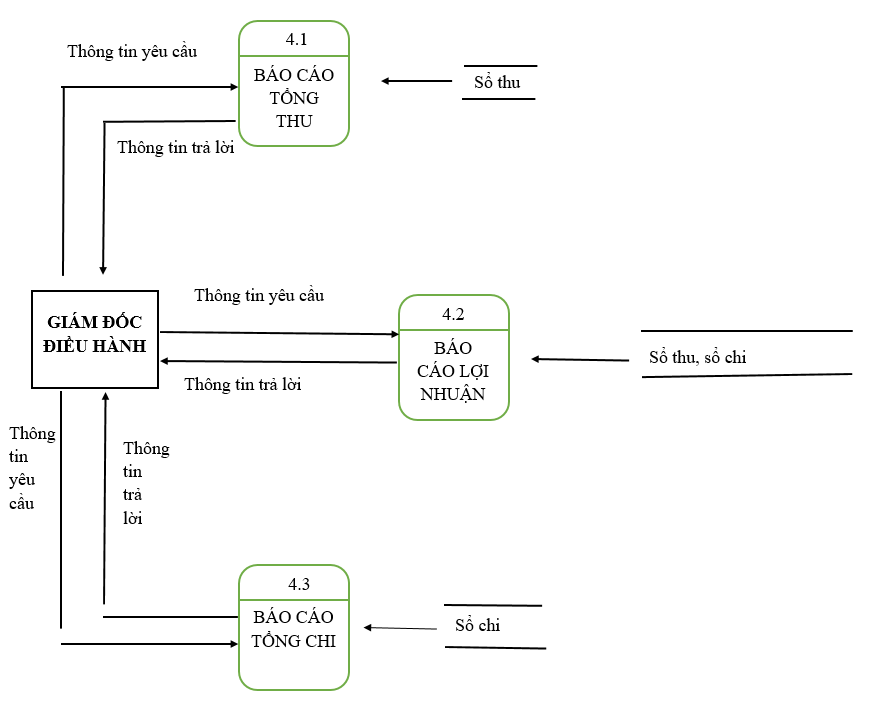 4.1
Thông tin yêu cầu
BÁO CÁO
TỔNG
THU
Sổ thu
Thông tin trả lời
GIÁM ĐỐC
ĐIỀU HÀNH
Thông tin yêu cầu
4.2
BÁO
CÁO LỢI
NHUẬN
Sổ thu, sổ chi
Thông tin trả lời
Thông
tin
yêu
cầu
Thông
tin
trả
lời
4.3
BÁO CÁO
TỔNG CHI
Sổ chi